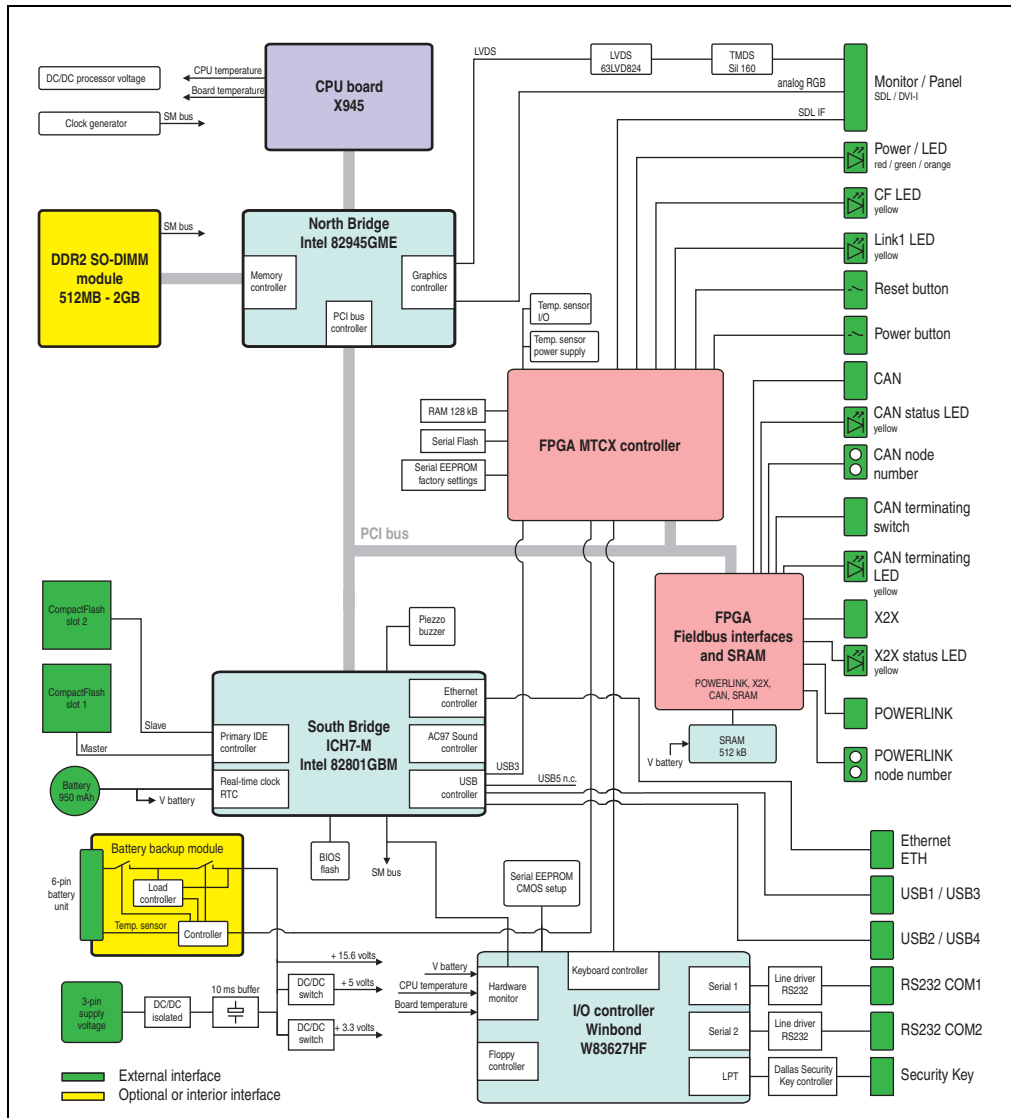 LVDS
LVDS
63LVD824
TMDS
Sil 160
Monitor / Panel
SDL / DVI-I
analog RGB
SDL IF
DC/DC processor voltage
CPU temperature
Board temperature
CPU board
X945
Clock generator
SM bus
Power / LED
red / green / orange
CF LED
yellow
Link1 LED
yellow
Reset button
Power button
DDR2 SO-DIMM
module
512MB - 2GB
SM bus
North Bridge
Intel 82945GME
Memory
controller
Graphics
controller
PCI bus
controller
Temp. sensor
I/O
Temp. sensor
power supply
RAM 128 kB
Serial Flash
Serial EEPROM
factory settings
FPGA MTCX controller
CAN
CAN status LED
yellow
CAN node
number
CAN terminating
switch
CAN terminating
LED
yellow
X2X
X2X status LED
yellow
POWERLINK
POWERLINK
node number
PCI bus
FPGA
Fieldbus interfaces
and SRAM
POWERLINK, X2X,
CAN, SRAM
SRAM
512 kB
V battery
CompactFlash
slot 2
CompactFlash
slot 1
Slave
Master
Piezzo
buzzer
South Bridge
ICH7-M
Intel 82801GBM
Primary IDE
controller
Real-time clock
RTC
Ethernet
controller
AC97 Sound
controller
USB
controller
USB3
USB5 n.c.
Battery
950 mAh
V battery
BIOS
flash
SM bus
Battery backup module
6-pin
battery
unit
Load
controller
Temp. sensor
Controller
Serial EEPROM
CMOS setup
Ethernet
ETH
USB1 / USB3
USB2 / USB4
+ 15.6 volts
3-pin
supply
voltage
DC/DC
isolated
10 ms buffer
DC/DC
switch
+ 5 volts
DC/DC
switch
+ 3.3 volts
V battery
CPU temperature
Board temperature
Hardware
monitor
Keyboard controller
I/O controller
Winbond
W83627HF
Floppy
controller
Serial 1
Line driver
RS232
RS232 COM1
Serial 2
Line driver
RS232
RS232 COM2
LPT
Dallas Security
Key controller
Security Key
External interface
Optional or interior interface